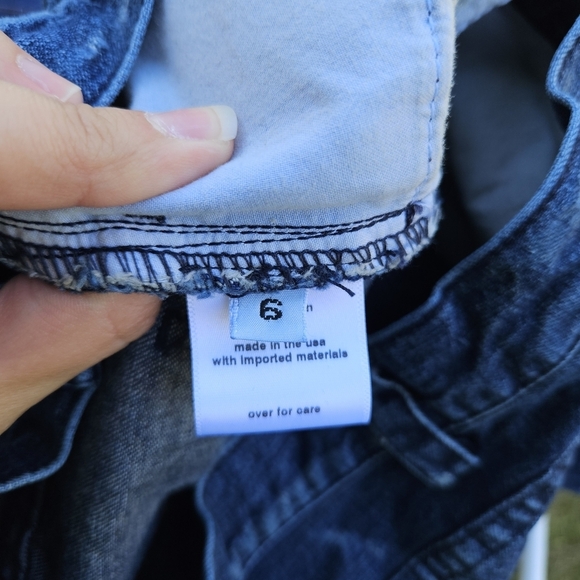 6
n
made in the usa
with imported materials
over for care